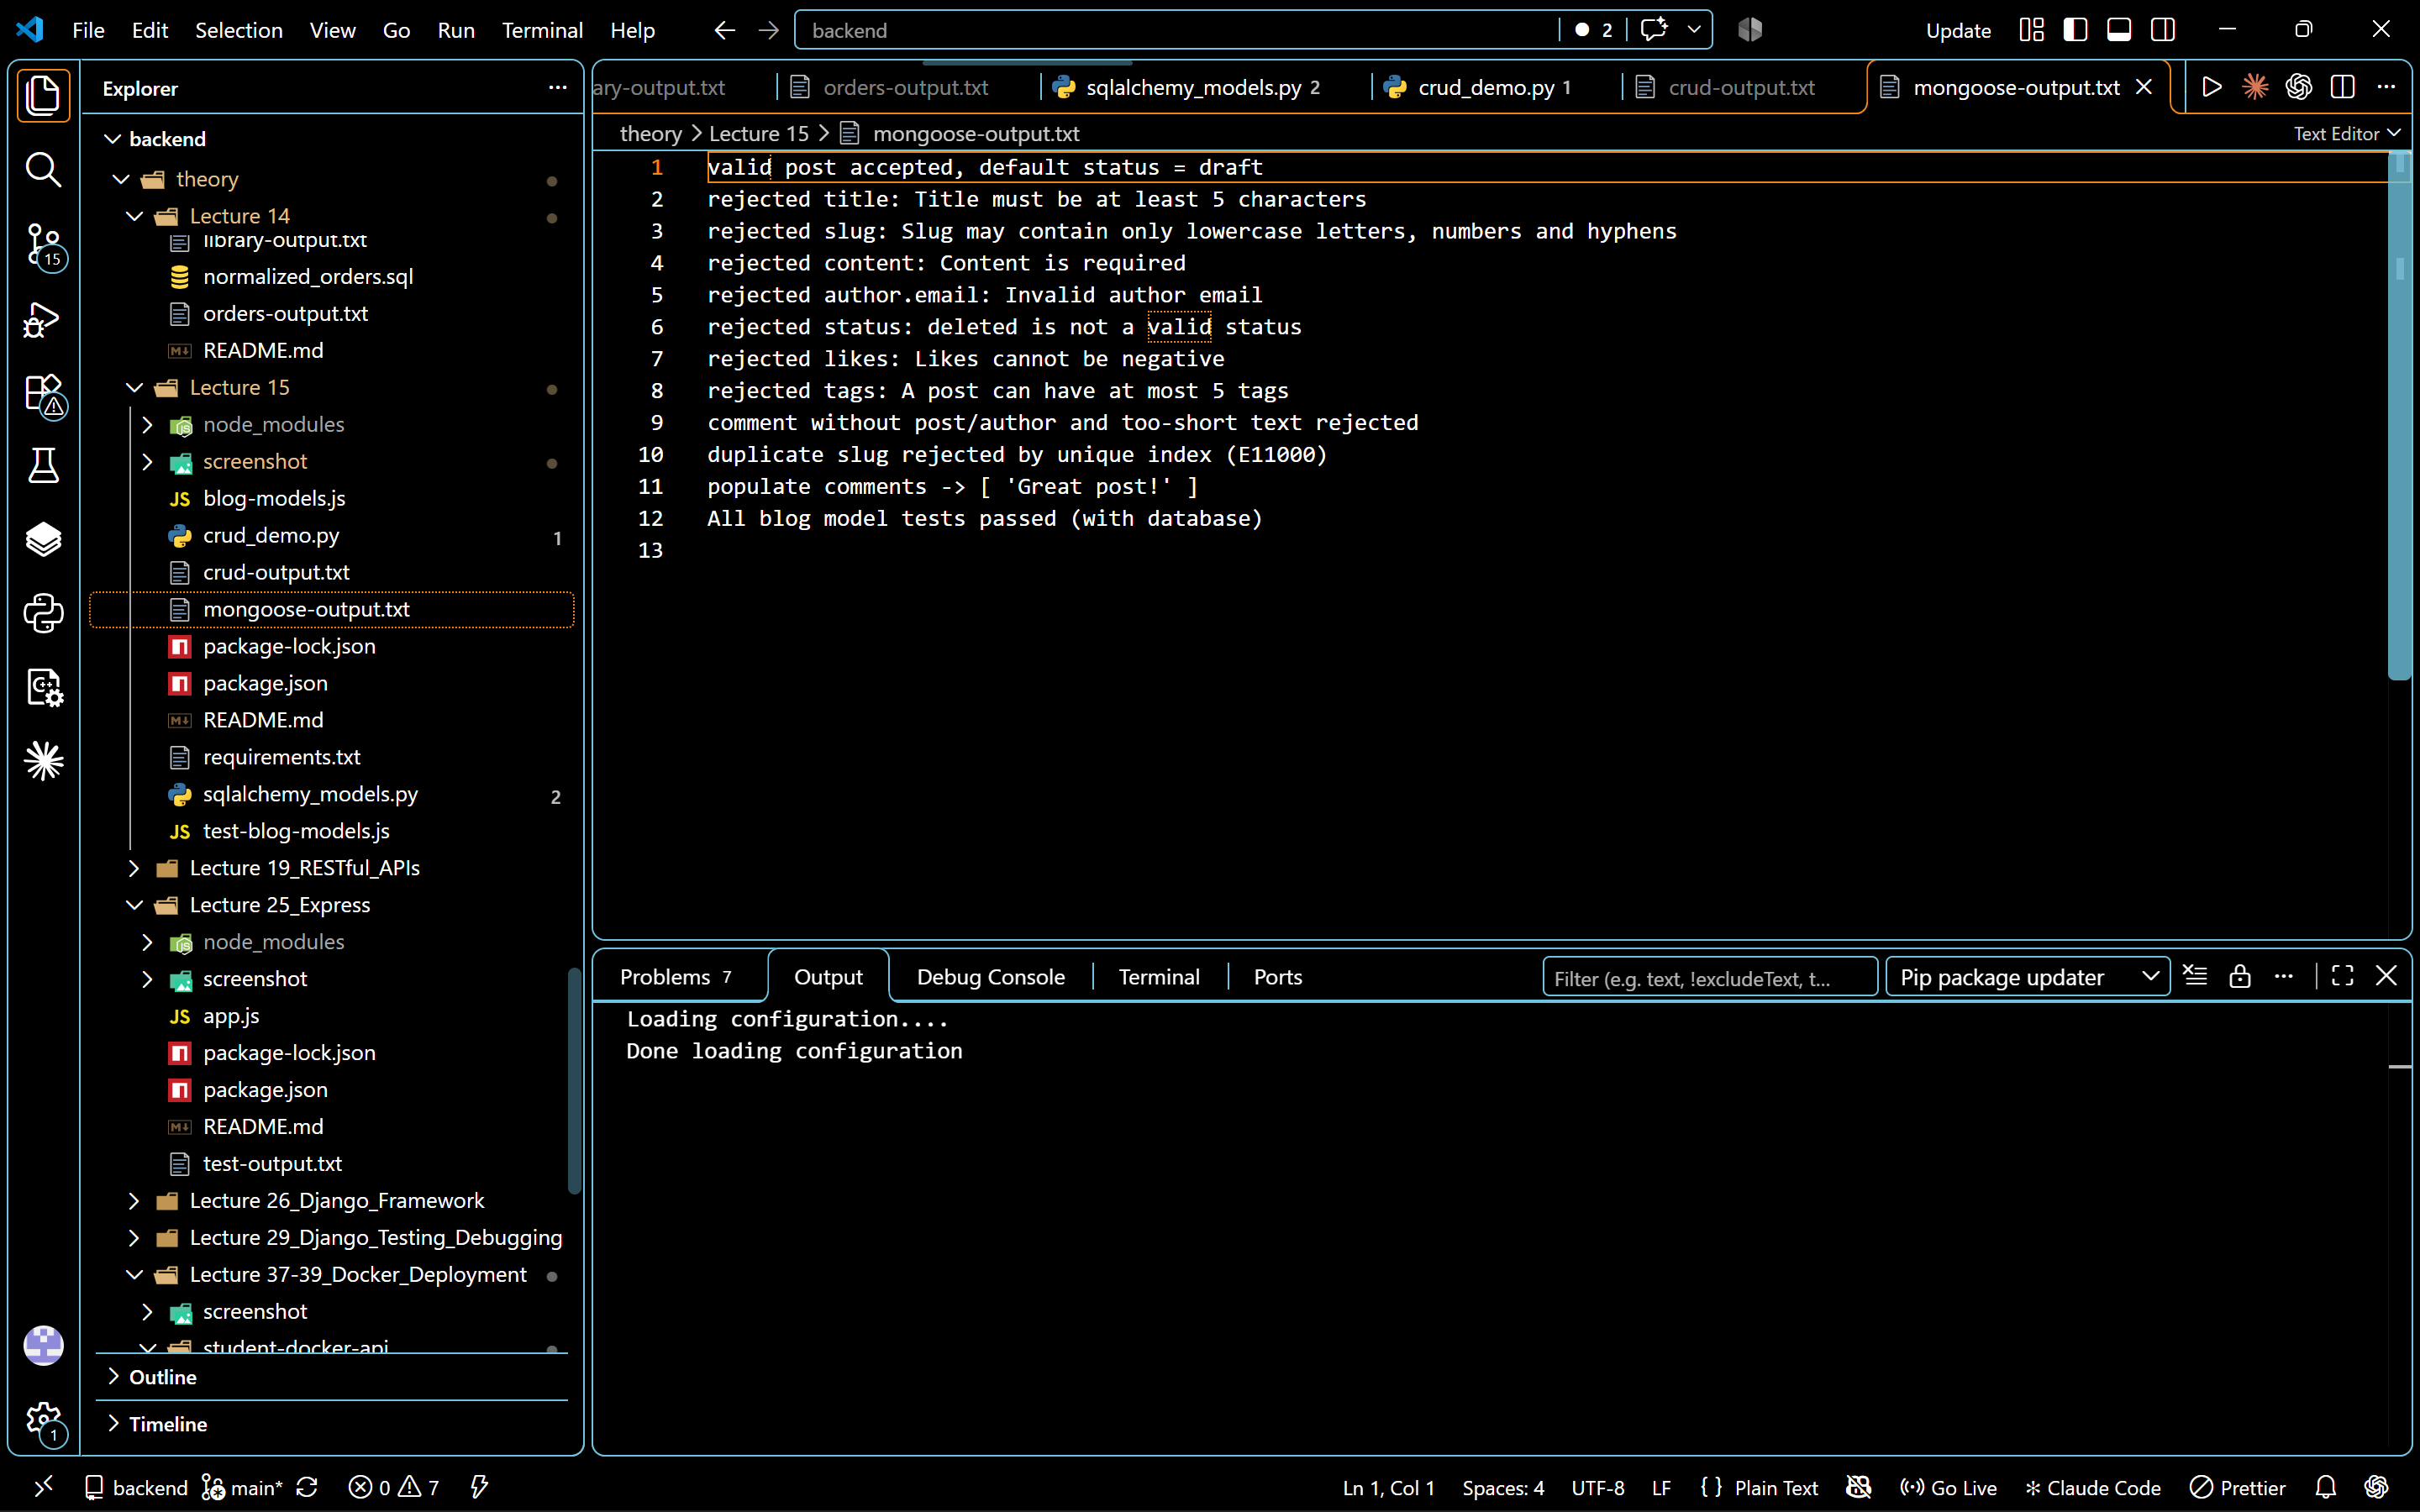 File Edit Selection View Go Run Terminal Help
backend
2
Update
Explorer
ary-output.txt
orders-output.txt
sqlalchemy_models.py 2
crud_demo.py 1
crud-output.txt
mongoose-output.txt
theory > Lecture 15 > mongoose-output.txt
Text Editor
backend
theory
Lecture 14
library-output.txt
normalized_orders.sql
orders-output.txt
README.md
Lecture 15
node_modules
screenshot
JS blog-models.js
crud_demo.py 1
crud-output.txt
mongoose-output.txt
package-lock.json
package.json
README.md
requirements.txt
sqlalchemy_models.py 2
JS test-blog-models.js
Lecture 19_RESTful_APIs
Lecture 25_Express
node_modules
screenshot
JS app.js
package-lock.json
package.json
README.md
test-output.txt
Lecture 26_Django_Framework
Lecture 29_Django_Testing_Debugging
Lecture 37-39_Docker_Deployment
screenshot
student-docker-api
Outline
Timeline
15
1
1 valid post accepted, default status = draft
2 rejected title: Title must be at least 5 characters
3 rejected slug: Slug may contain only lowercase letters, numbers and hyphens
4 rejected content: Content is required
5 rejected author.email: Invalid author email
6 rejected status: deleted is not a valid status
7 rejected likes: Likes cannot be negative
8 rejected tags: A post can have at most 5 tags
9 comment without post/author and too-short text rejected
10 duplicate slug rejected by unique index (E11000)
11 populate comments -> [ 'Great post!' ]
12 All blog model tests passed (with database)
13
Problems 7 Output Debug Console Terminal Ports
Filter (e.g. text, !excludeText, t...
Pip package updater
Loading configuration....
Done loading configuration
backend main* 0 7
Ln 1, Col 1 Spaces: 4 UTF-8 LF { } Plain Text Go Live Claude Code Prettier